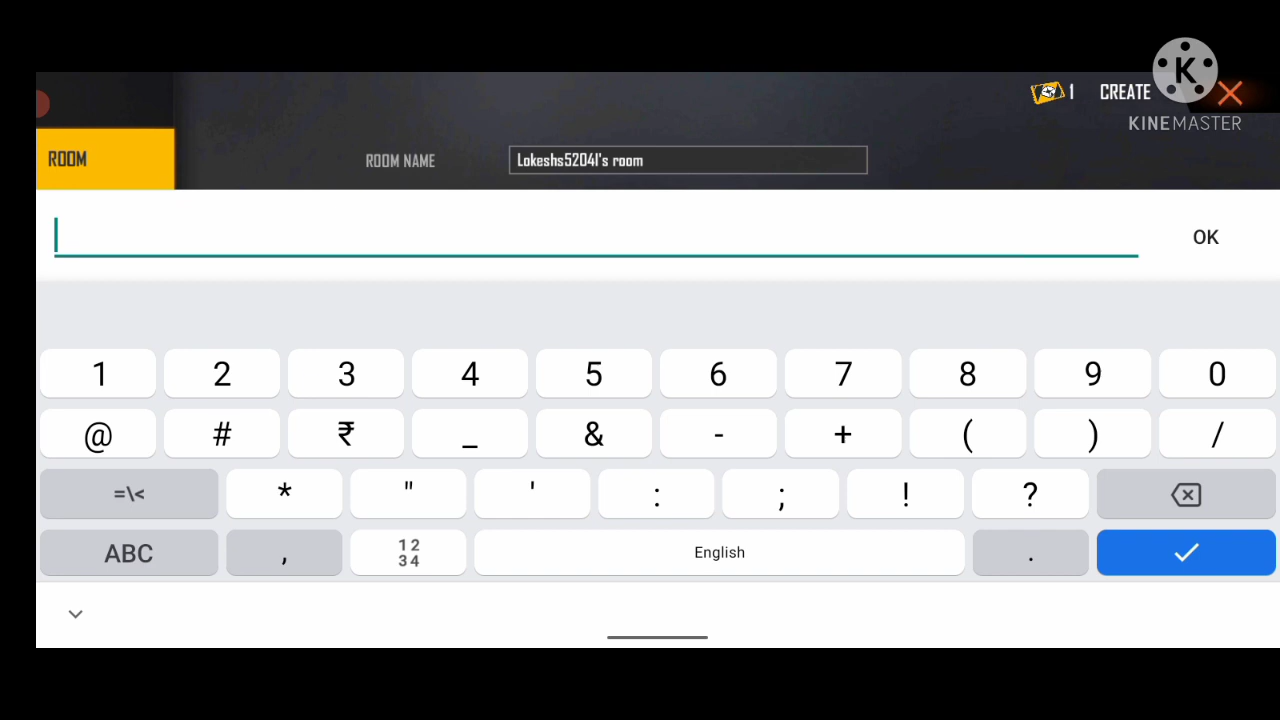 1 CREATE
KINEMASTER
ROOM
ROOM NAME Lokeshs5204l's room
OK
1 2 3 4 5 6 7 8 9 0
@ # ₹ _ & - + ( ) /
=\< * " ' : ; ! ?
ABC , 12 34 English .